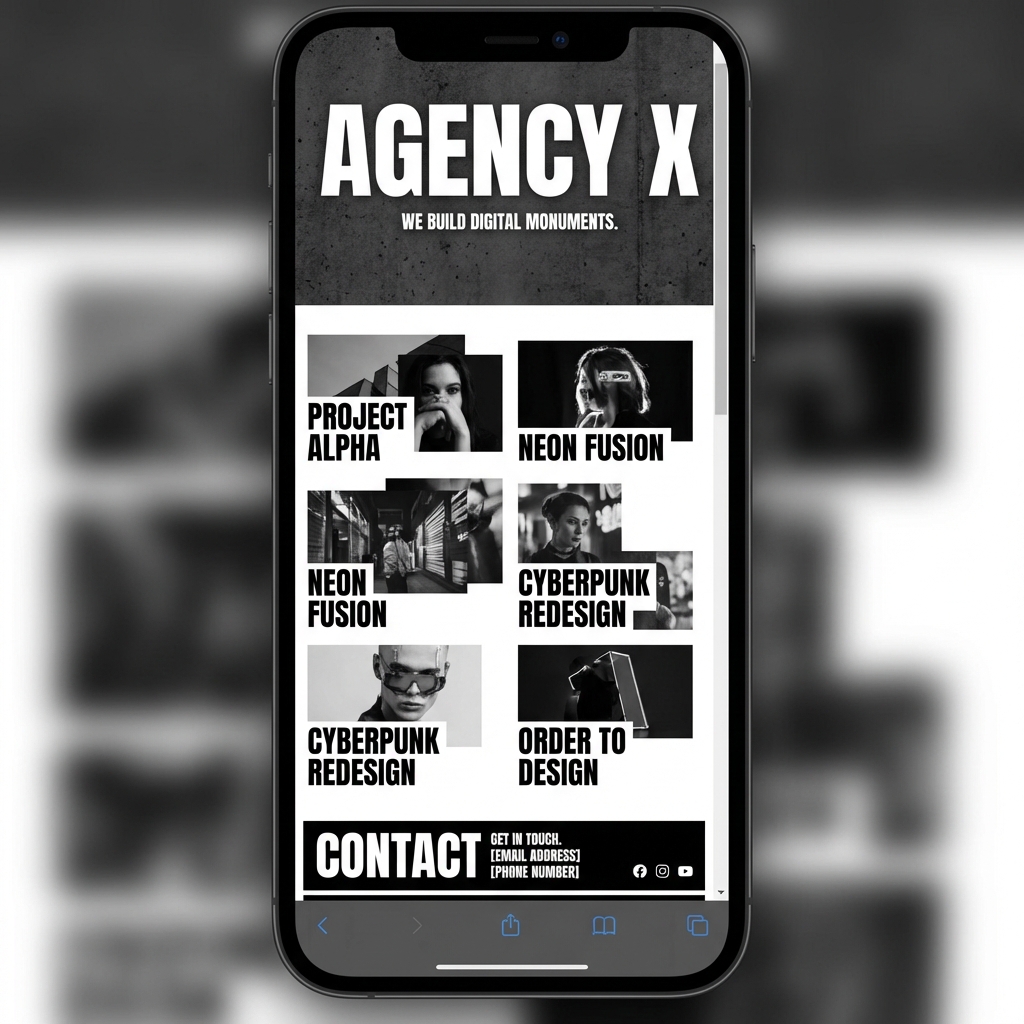 AGENCY X
WE BUILD DIGITAL MONUMENTS.
PROJECT
ALPHA
NEON FUSION
NEON
FUSION
CYBERPUNK
REDESIGN
CYBERPUNK
REDESIGN
ORDER TO
DESIGN
CONTACT
GET IN TOUCH.
[EMAIL ADDRESS]
[PHONE NUMBER]